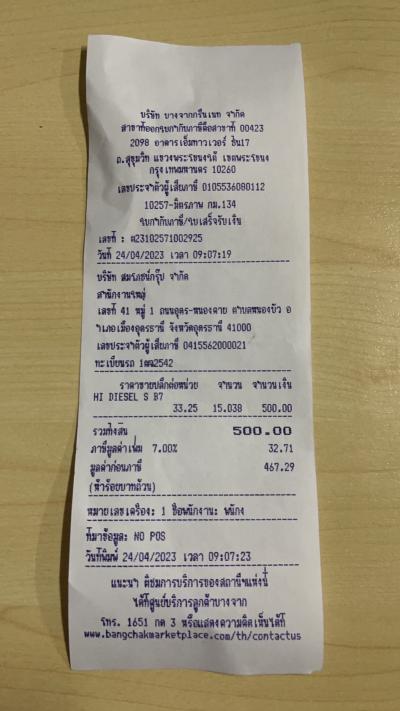 บริษัท บางจากกรีนเนท จำกัด
สาขาที่ออกใบกำกับภาษีคือสาขาที่ 00423
2098 อาคารเอ็มทาวเวอร์ ชั้น17
ถ.สุขุมวิท แขวงพระโขนงใต้ เขตพระโขนง
กรุงเทพมหานคร 10260
เลขประจำตัวผู้เสียภาษี 0105536080112
10257-มิตรภาพ กม.134
ใบกำกับภาษี/ใบเสร็จรับเงิน
เลขที่ : ต23102571002925
วันที่ 24/04/2023 เวลา 09:07:19
บริษัท สมโภชน์กรุ๊ป จำกัด
สำนักงานใหญ่
เลขที่ 41 หมู่ 1 ถนนอุดร-หนองคาย ตำบลหนองบัว อ
ำเภอเมืองอุดรธานี จังหวัดอุดรธานี 41000
เลขประจำตัวผู้เสียภาษี 0415562000021
ทะเบียนรถ 1ฒฉ2542
ราคาขายปลีกต่อหน่วย จำนวน จำนวนเงิน
HI DIESEL S B7
33.25 15.038 500.00
รวมทั้งสิ้น 500.00
ภาษีมูลค่าเพิ่ม 7.00% 32.71
มูลค่าก่อนภาษี 467.29
(ห้าร้อยบาทถ้วน)
หมายเลขเครื่อง: 1 ชื่อพนักงาน: พนักง
ที่มาข้อมูล: NO POS
วันที่พิมพ์ 24/04/2023 เวลา 09:07:23
แนะนำ ติชมการบริการของสถานีฯแห่งนี้
ได้ที่ศูนย์บริการลูกค้าบางจาก
โทร. 1651 กด 3 หรือแสดงความคิดเห็นได้ที่
www.bangchakmarketplace.com/th/contactus